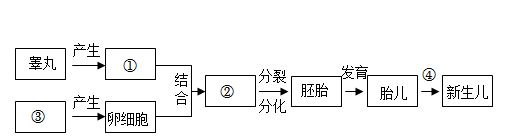 睾丸 产生 ①
结合
② 分裂 分化 胚胎 发育 胎儿 ④ 新生儿
③ 产生 卵细胞